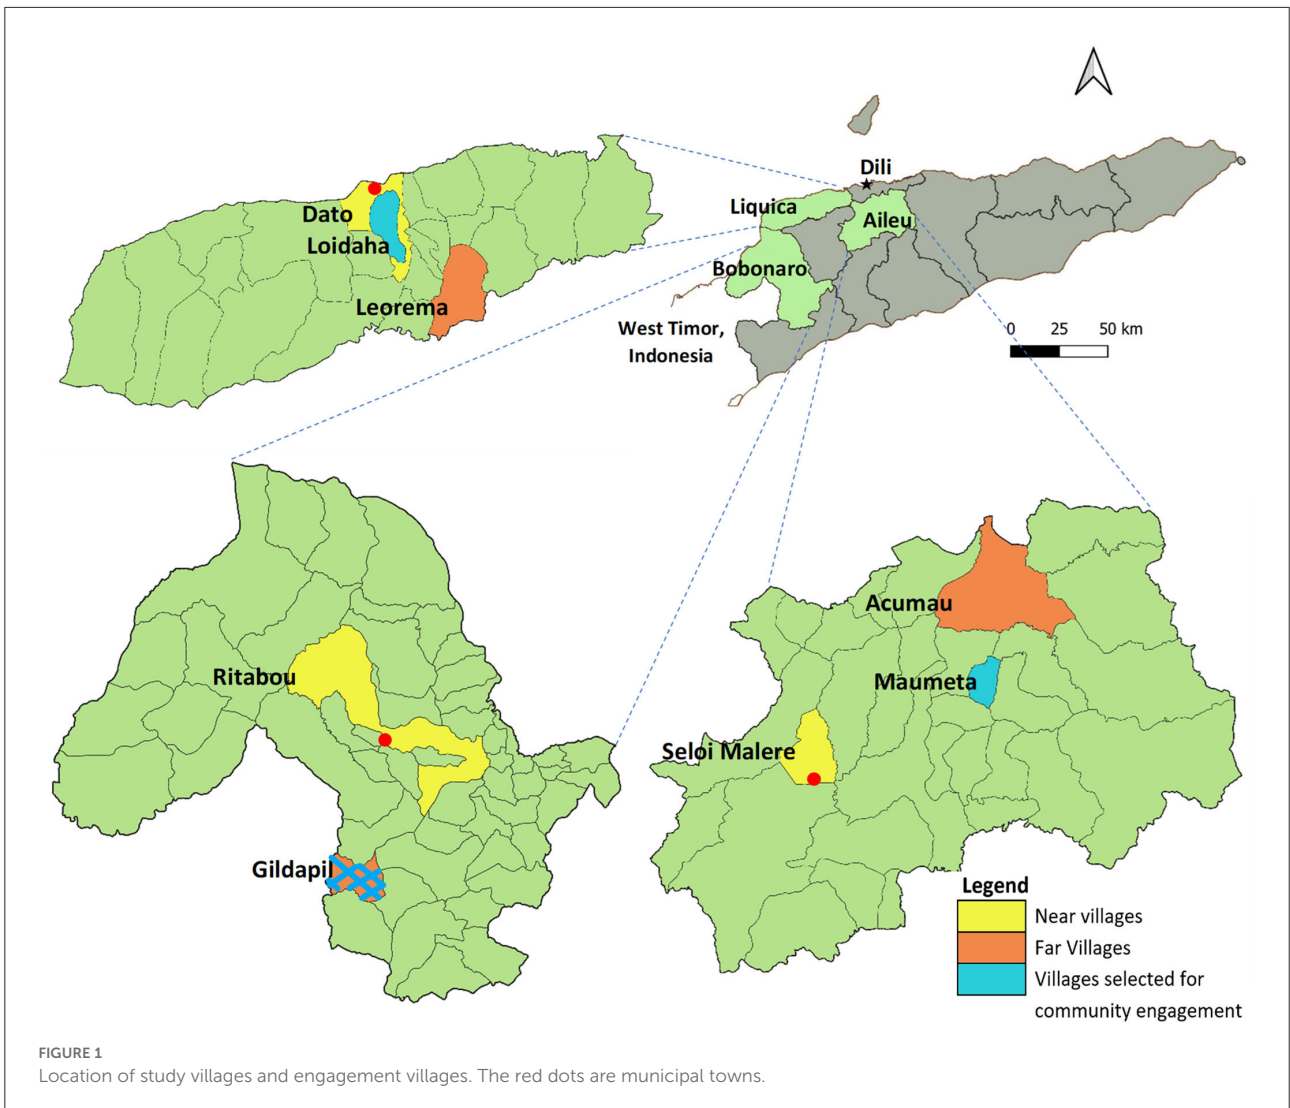 Dili
Liquica
Aileu
Bobonaro
West Timor,
Indonesia
0 25 50 km
Dato
Loidaha
Leorema
Ritabou
Gildapil
Acumau
Maumeta
Seloi Malere
Legend
Near villages
Far Villages
Villages selected for
community engagement
FIGURE 1
Location of study villages and engagement villages. The red dots are municipal towns.